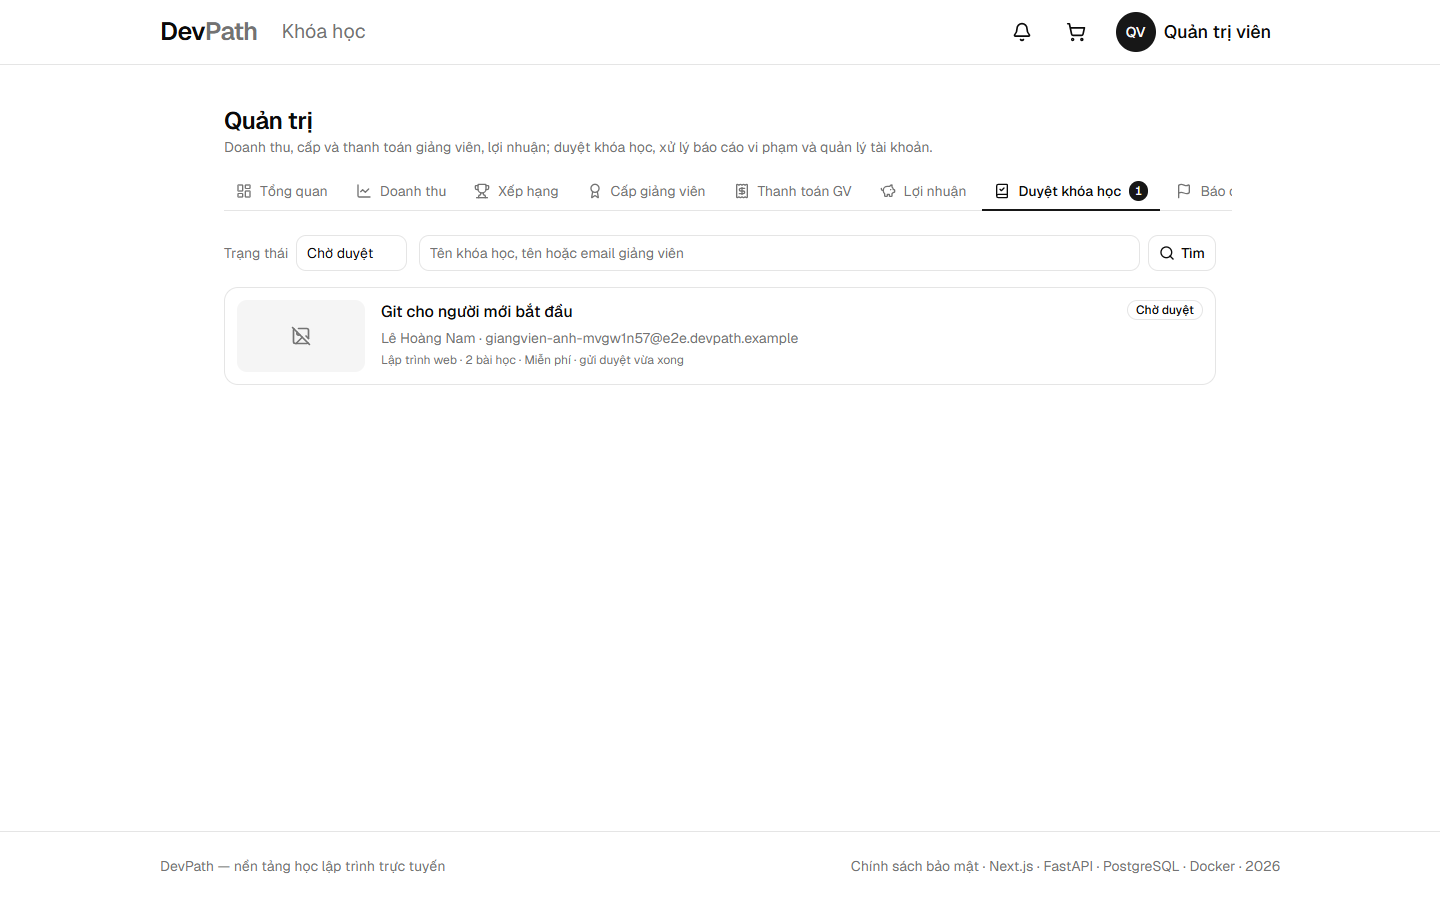 DevPath Khóa học QV Quản trị viên
Quản trị
Doanh thu, cấp và thanh toán giảng viên, lợi nhuận; duyệt khóa học, xử lý báo cáo vi phạm và quản lý tài khoản.
Tổng quan Doanh thu Xếp hạng Cấp giảng viên Thanh toán GV Lợi nhuận Duyệt khóa học 1 Báo
Trạng thái Chờ duyệt Tên khóa học, tên hoặc email giảng viên Tìm
Git cho người mới bắt đầu Chờ duyệt
Lê Hoàng Nam · giangvien-anh-mvgw1n57@e2e.devpath.example
Lập trình web · 2 bài học · Miễn phí · gửi duyệt vừa xong
DevPath — nền tảng học lập trình trực tuyến Chính sách bảo mật · Next.js · FastAPI · PostgreSQL · Docker · 2026